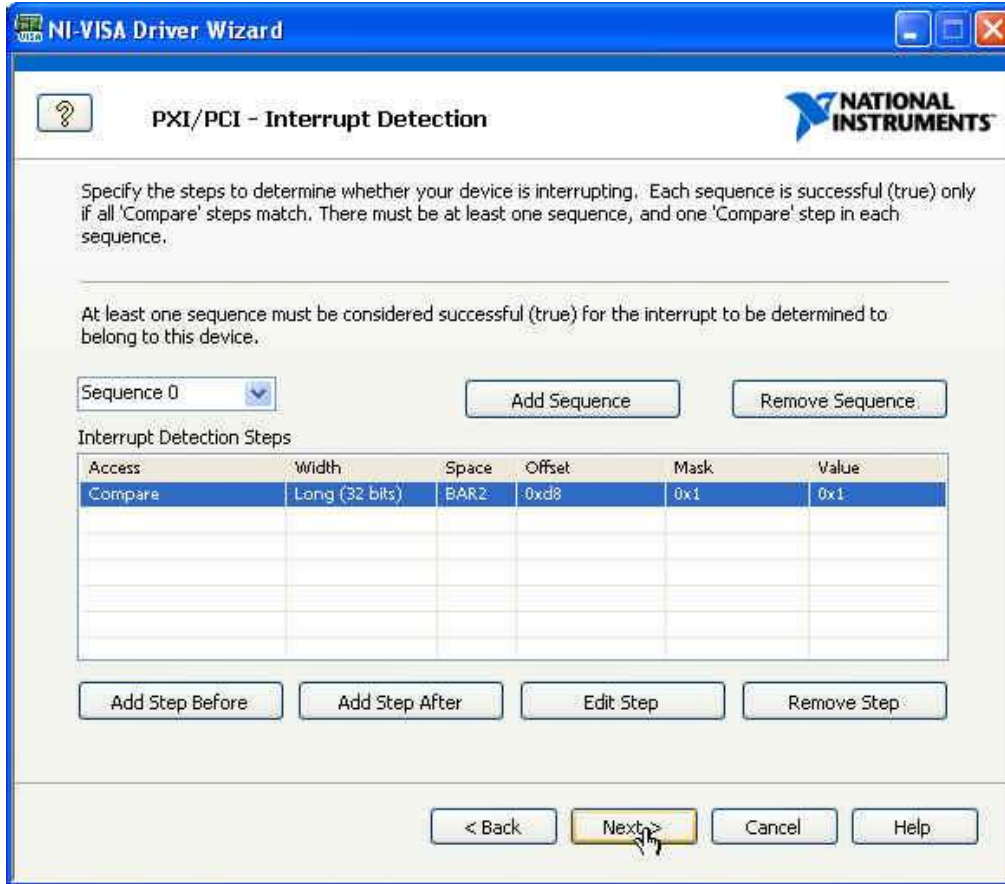 NI-VISA Driver Wizard
PXI/PCI - Interrupt Detection
NATIONAL
INSTRUMENTS
Specify the steps to determine whether your device is interrupting. Each sequence is successful (true) only
if all 'Compare' steps match. There must be at least one sequence, and one 'Compare' step in each
sequence.
At least one sequence must be considered successful (true) for the interrupt to be determined to
belong to this device.
Sequence 0 Add Sequence Remove Sequence
Interrupt Detection Steps
Access Width Space Offset Mask Value
Compare Long (32 bits) BAR2 0xd8 0x1 0x1
Add Step Before Add Step After Edit Step Remove Step
< Back Next > Cancel Help